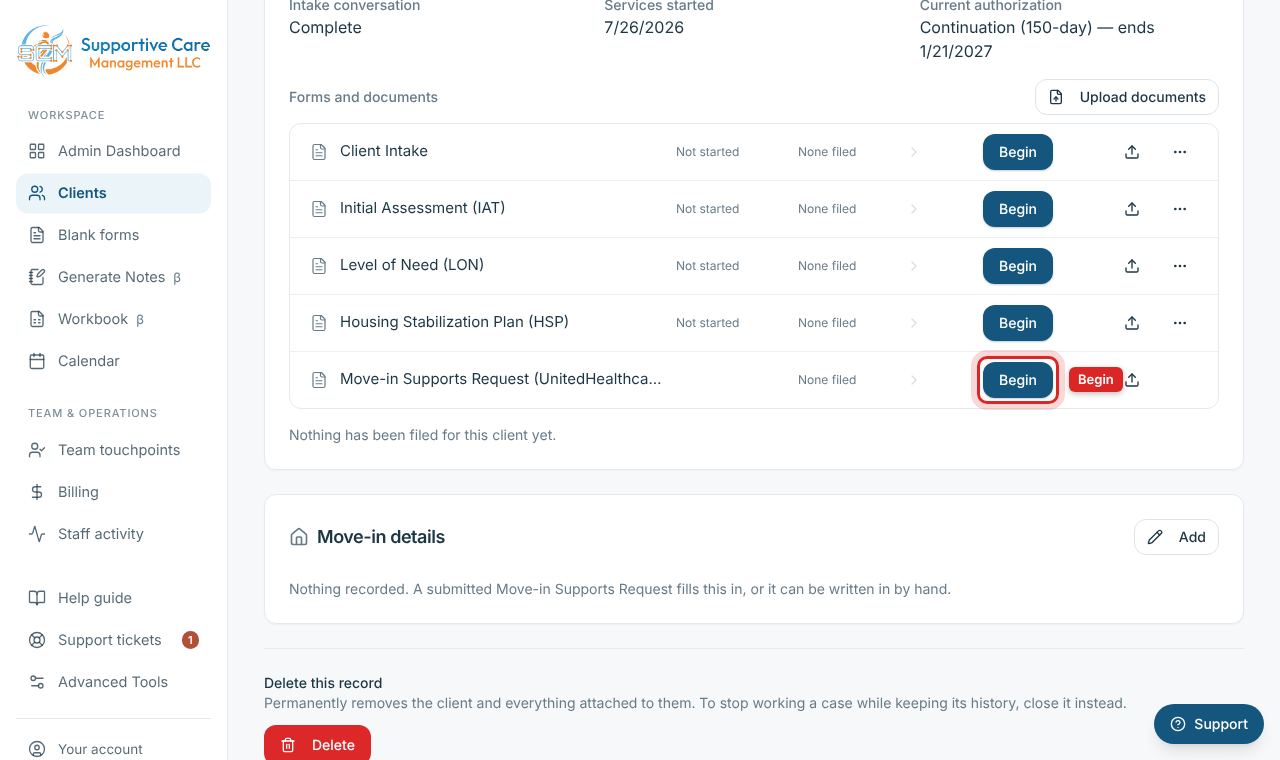 SCM
Supportive Care
Management LLC
WORKSPACE
Admin Dashboard
Clients
Blank forms
Generate Notes β
Workbook β
Calendar
TEAM & OPERATIONS
Team touchpoints
Billing
Staff activity
Help guide
Support tickets 1
Advanced Tools
Your account
Intake conversation Services started Current authorization
Complete 7/26/2026 Continuation (150-day) — ends
1/21/2027
Forms and documents Upload documents
Client Intake Not started None filed Begin
Initial Assessment (IAT) Not started None filed Begin
Level of Need (LON) Not started None filed Begin
Housing Stabilization Plan (HSP) Not started None filed Begin
Move-in Supports Request (UnitedHealthca... None filed Begin Begin
Nothing has been filed for this client yet.
Move-in details Add
Nothing recorded. A submitted Move-in Supports Request fills this in, or it can be written in by hand.
Delete this record
Permanently removes the client and everything attached to them. To stop working a case while keeping its history, close it instead.
Delete
Support